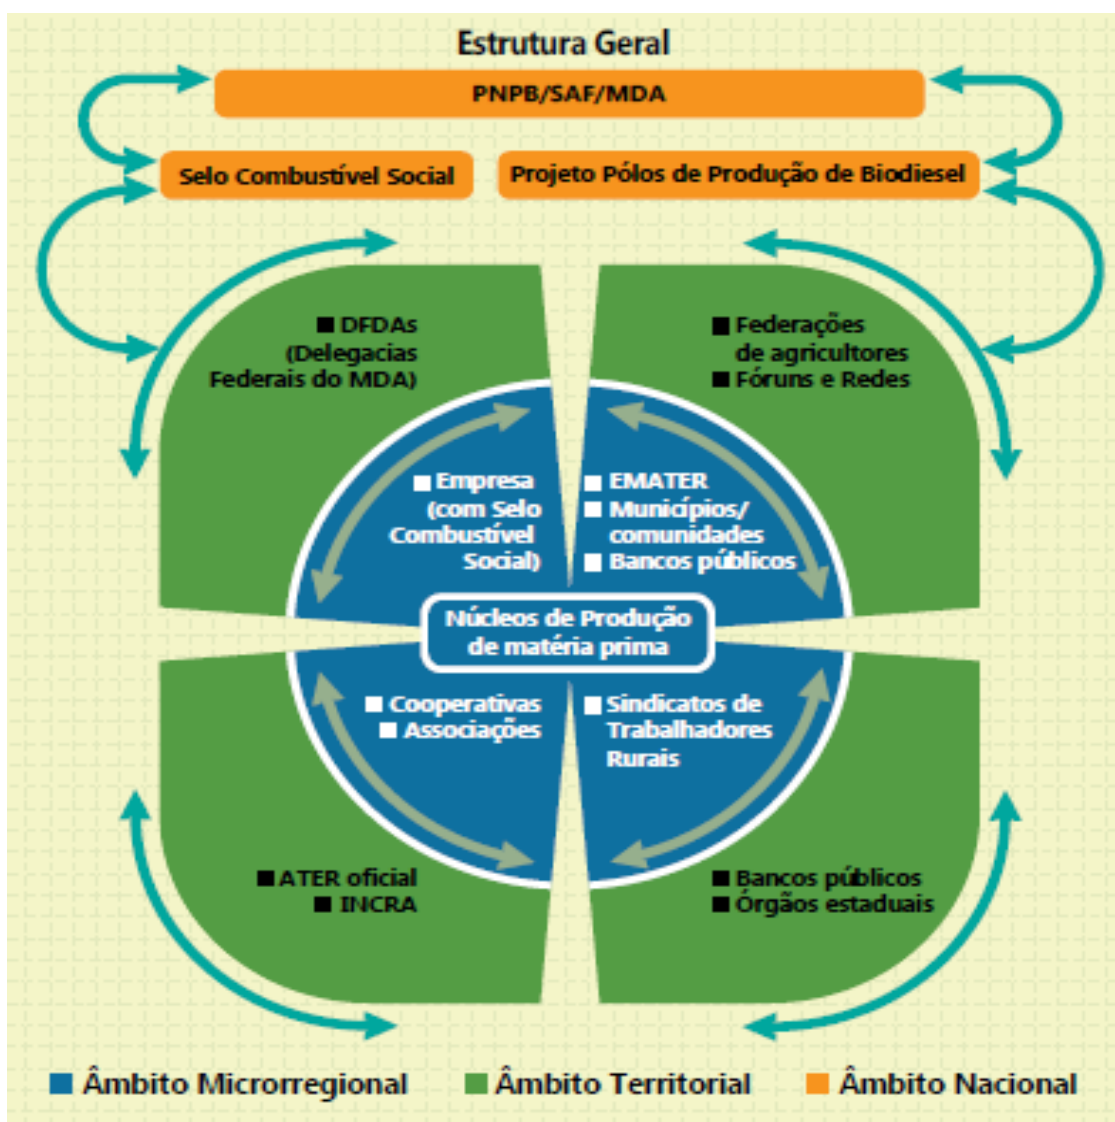 Estrutura Geral
PNPB/SAF/MDA
Selo Combustível Social
Projeto Pólos de Produção de Biodiesel
■ DFDAs
(Delegacias
Federais do MDA)
■ Federações
de agricultores
■ Fóruns e Redes
■ Empresa
(com Selo
Combustível
Social)
■ EMATER
■ Municípios/
comunidades
■ Bancos públicos
Núcleos de Produção
de matéria prima
■ Cooperativas
■ Associações
■ Sindicatos de
Trabalhadores
Rurais
■ ATER oficial
■ INCRA
■ Bancos públicos
■ Órgãos estaduais
■ Âmbito Microrregional
■ Âmbito Territorial
■ Âmbito Nacional